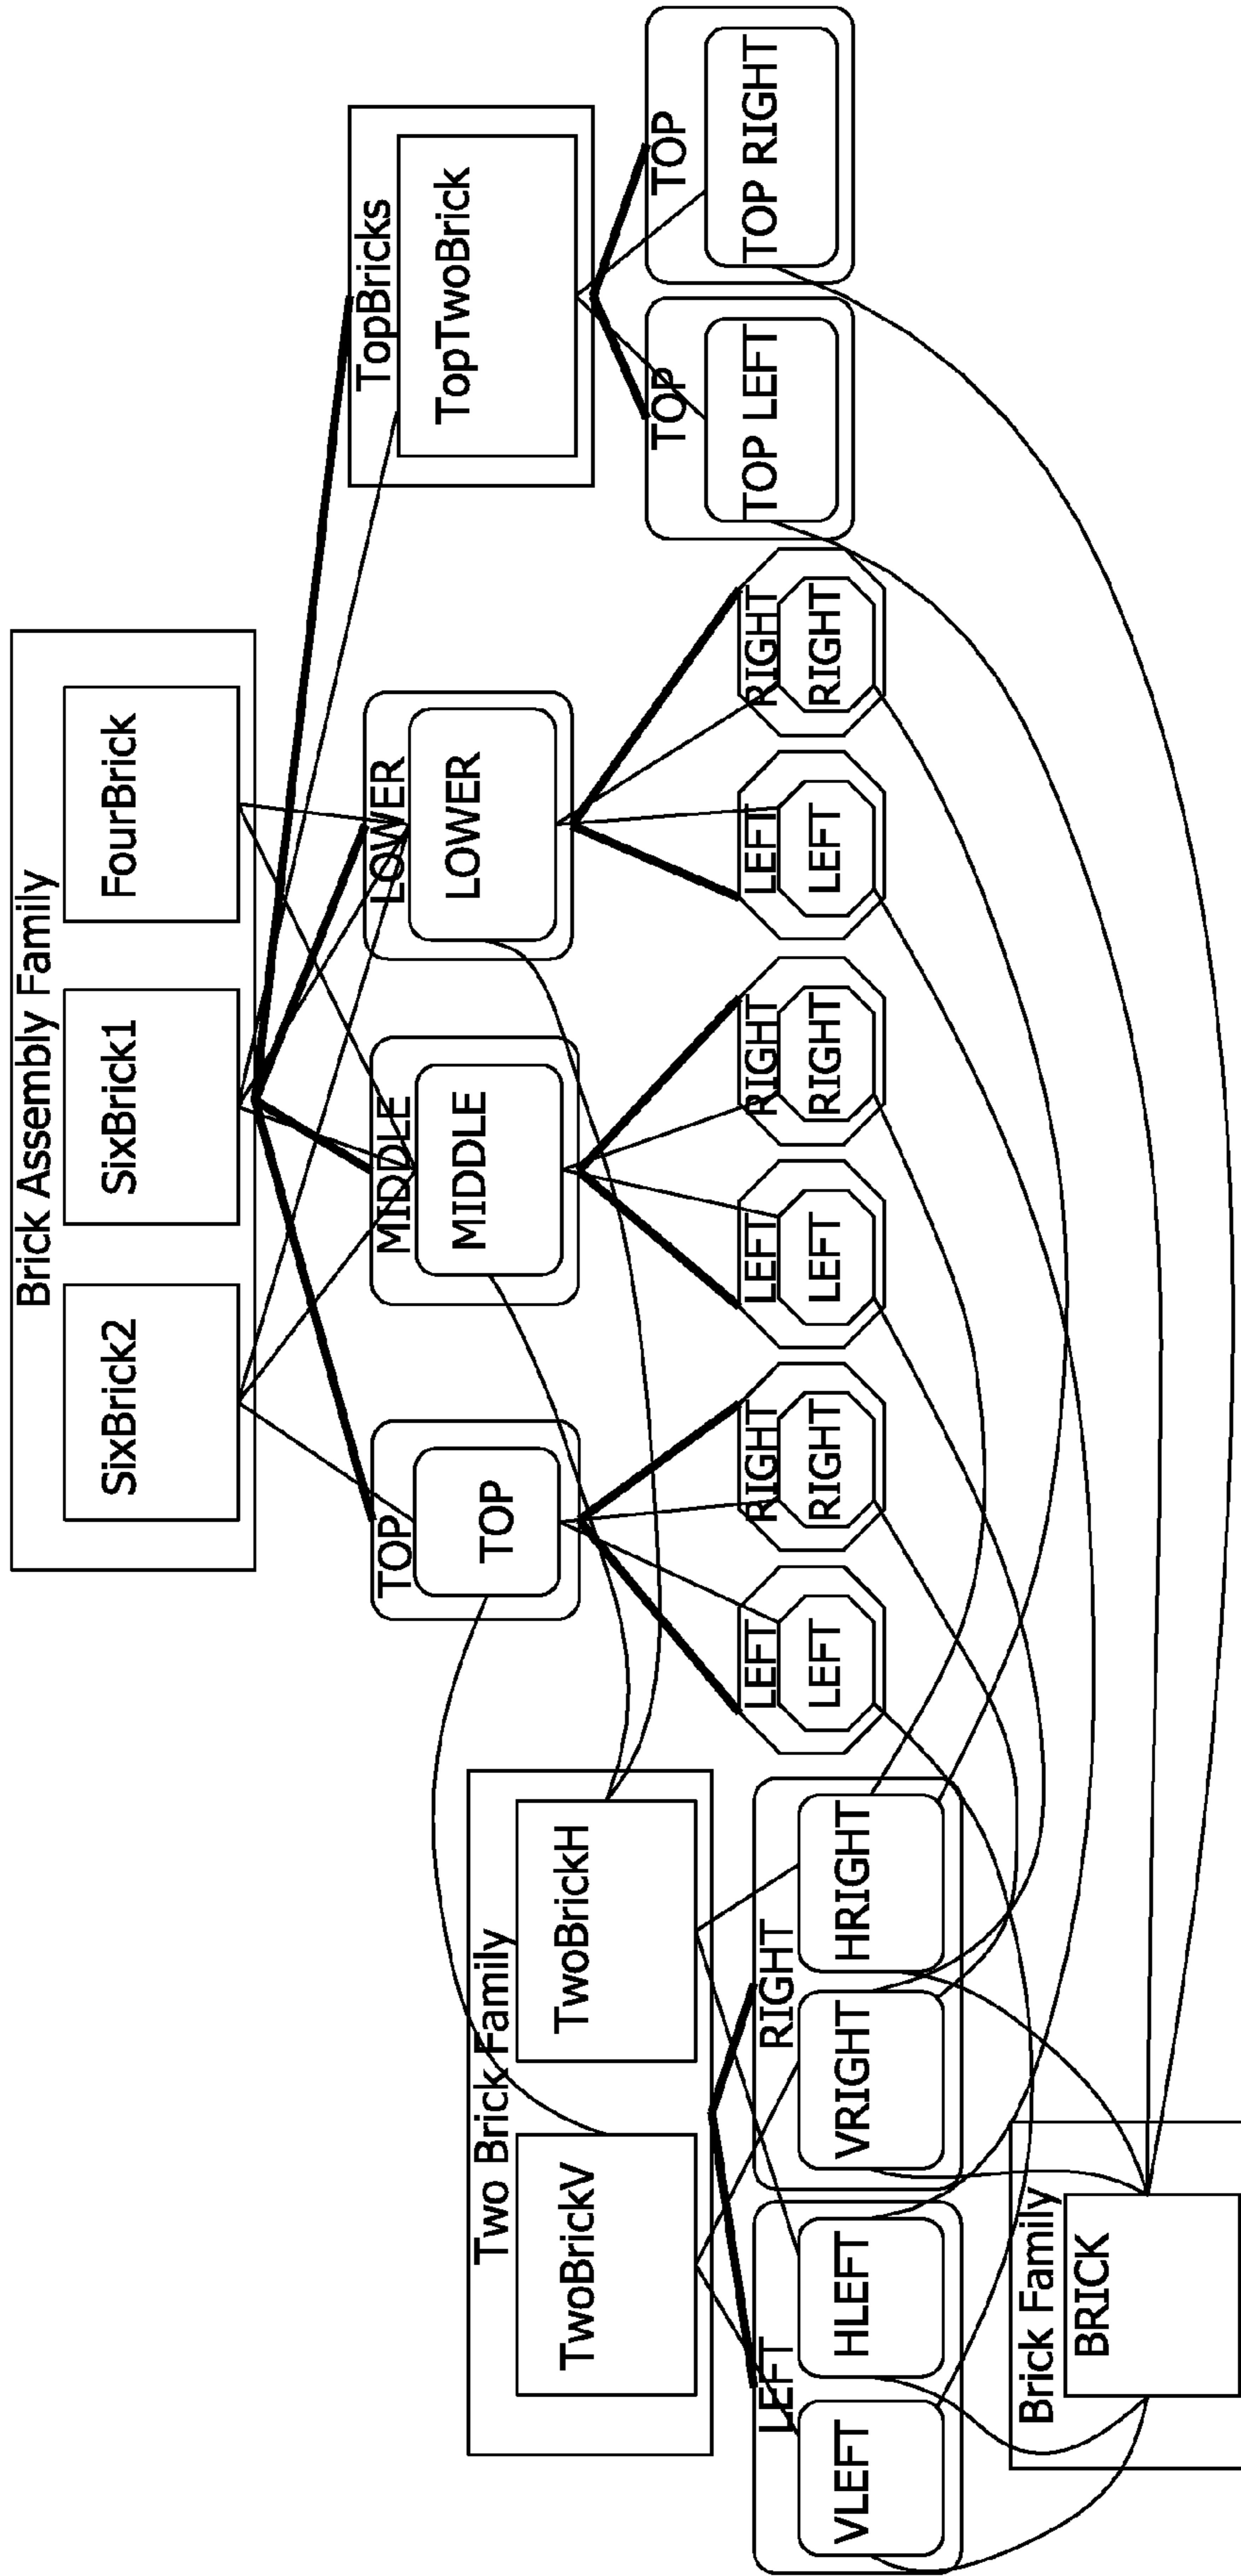 Brick Assembly Family
SixBrick2
SixBrick1
FourBrick
TopBricks
TopTwoBrick
TOP
TOP
MIDDLE
MIDDLE
LOWER
LOWER
Two Brick Family
TwoBrickV
TwoBrickH
TOP
TOP LEFT
TOP
TOP RIGHT
LEFT
VLEFT
HLEFT
RIGHT
VRIGHT
HRIGHT
LEFT
LEFT
RIGHT
RIGHT
LEFT
LEFT
RIGHT
RIGHT
LEFT
LEFT
RIGHT
RIGHT
Brick Family
BRICK